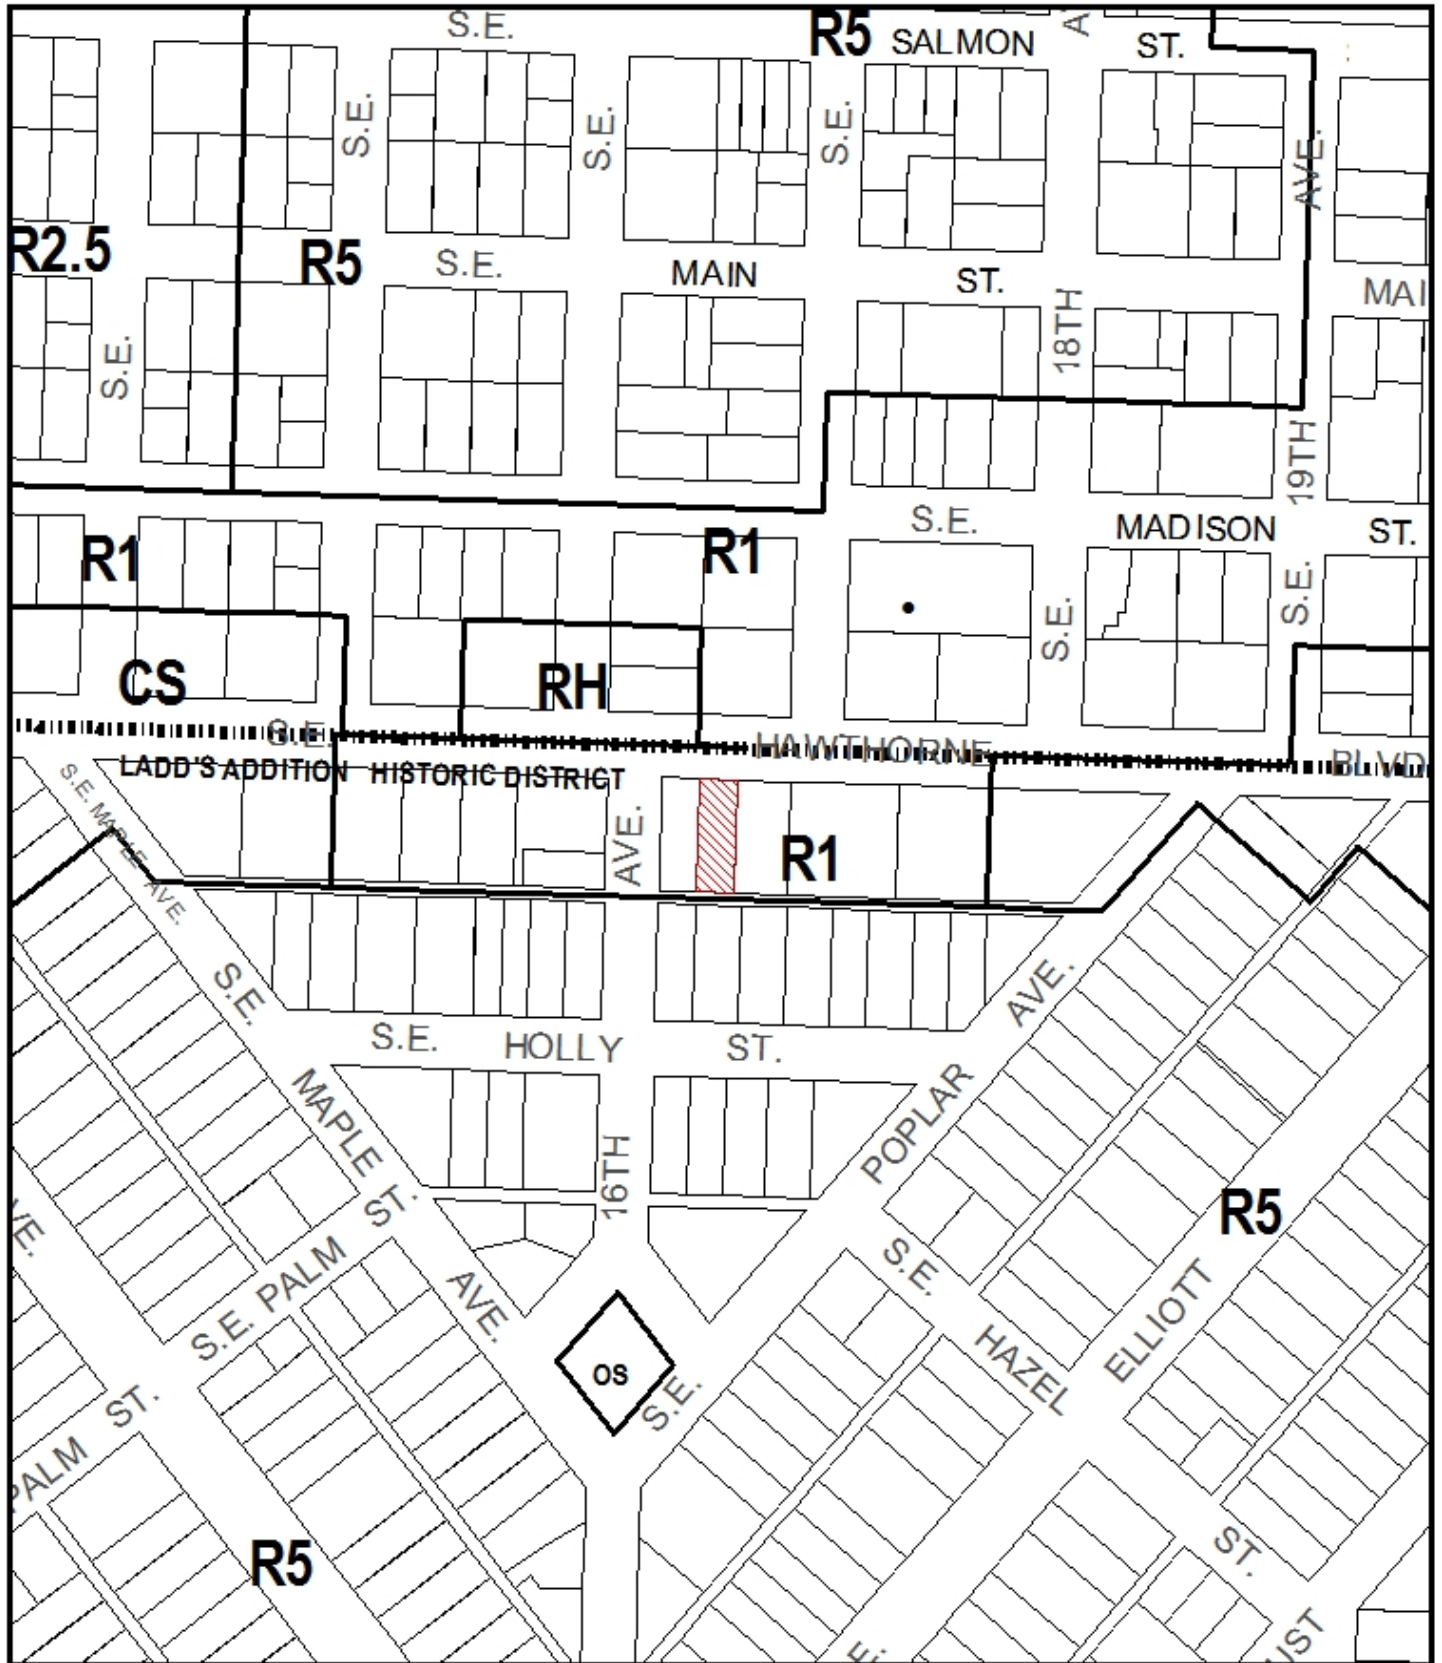 S.E.
R5
SALMON
ST.
S.E.
S.E.
S.E.
AVE.
R2.5
R5
S.E.
MAIN
ST.
MAI
18TH
S.E.
19TH
R1
R1
S.E.
MADISON
ST.
S.E.
S.E.
CS
RH
S.E.
HAWTHORNE
BLVD
LADD'S ADDITION HISTORIC DISTRICT
S.E. MAPLE AVE.
AVE.
R1
S.E.
AVE.
S.E.
HOLLY
ST.
MAPLE
POPLAR
16TH
ST.
R5
VE.
S.E. PALM
AVE.
S.E.
ELLIOTT
OS
HAZEL
S.E.
ST.
PALM
R5
ST.
UST